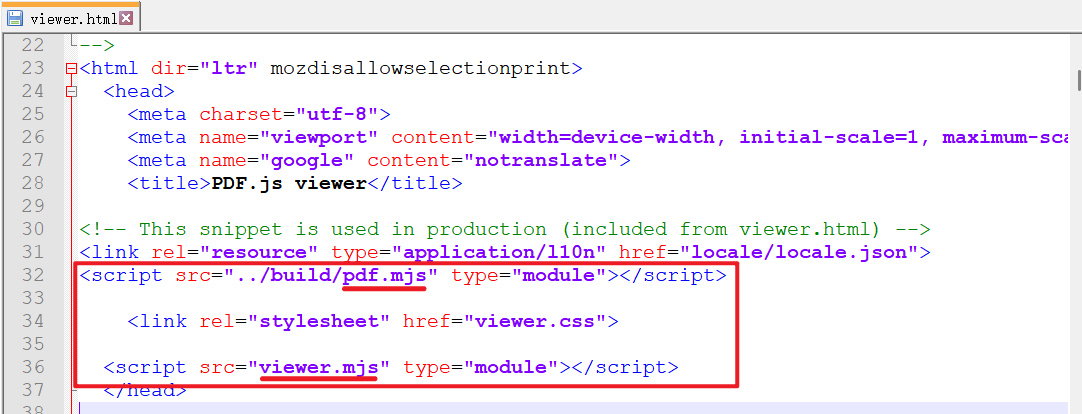 viewer.html
22 -->
23 <html dir="ltr" mozdisallowselectionprint>
24 <head>
25 <meta charset="utf-8">
26 <meta name="viewport" content="width=device-width, initial-scale=1, maximum-sca
27 <meta name="google" content="notranslate">
28 <title>PDF.js viewer</title>
29
30 <!-- This snippet is used in production (included from viewer.html) -->
31 <link rel="resource" type="application/l10n" href="locale/locale.json">
32 <script src="../build/pdf.mjs" type="module"></script>
33
34 <link rel="stylesheet" href="viewer.css">
35
36 <script src="viewer.mjs" type="module"></script>
37 </head>
38